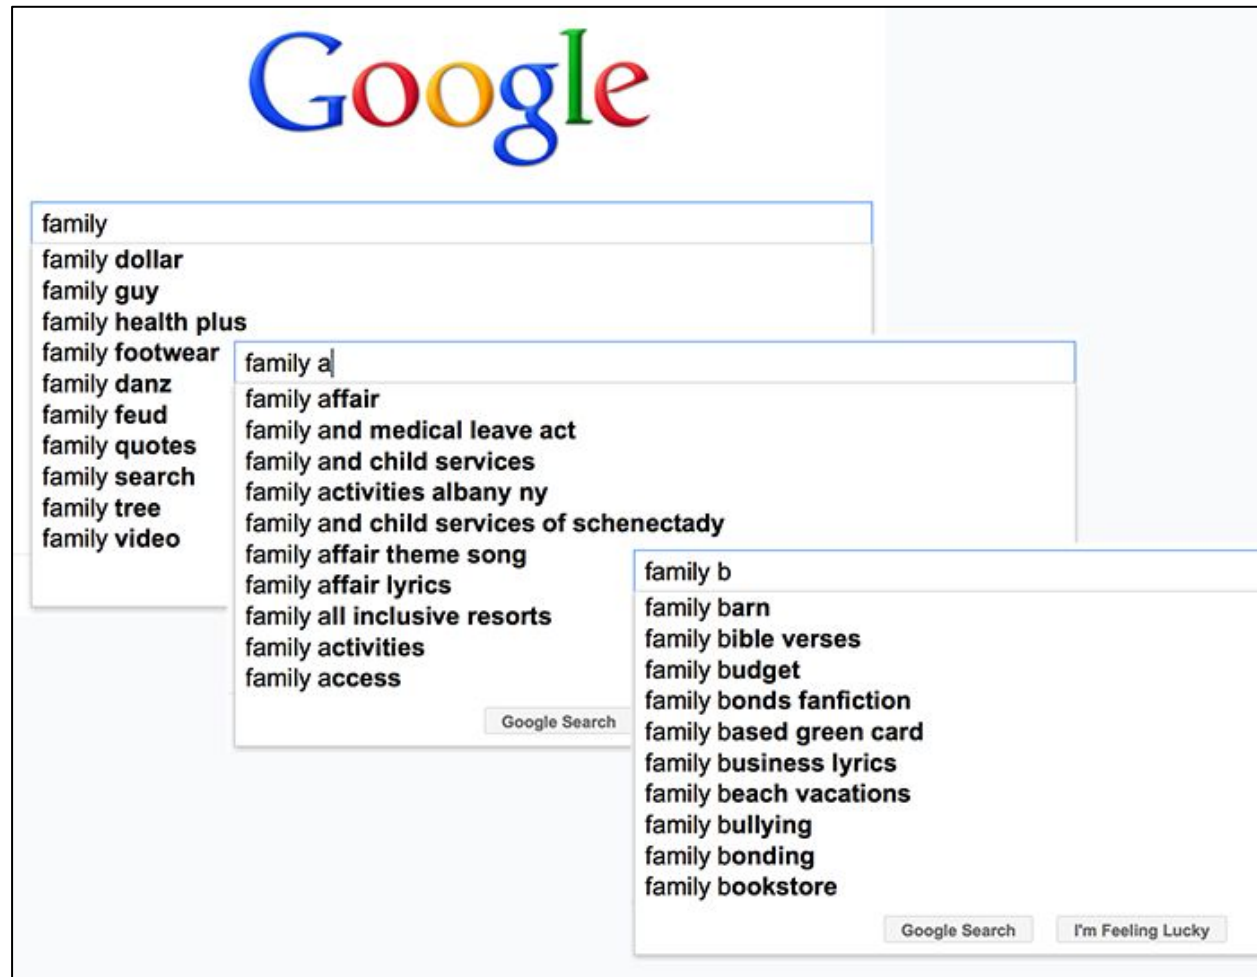 Google
family
family dollar
family guy
family health plus
family footwear
family danz
family feud
family quotes
family search
family tree
family video
family a
family affair
family and medical leave act
family and child services
family activities albany ny
family and child services of schenectady
family affair theme song
family affair lyrics
family all inclusive resorts
family activities
family access
Google Search
family b
family barn
family bible verses
family budget
family bonds fanfiction
family based green card
family business lyrics
family beach vacations
family bullying
family bonding
family bookstore
Google Search I'm Feeling Lucky